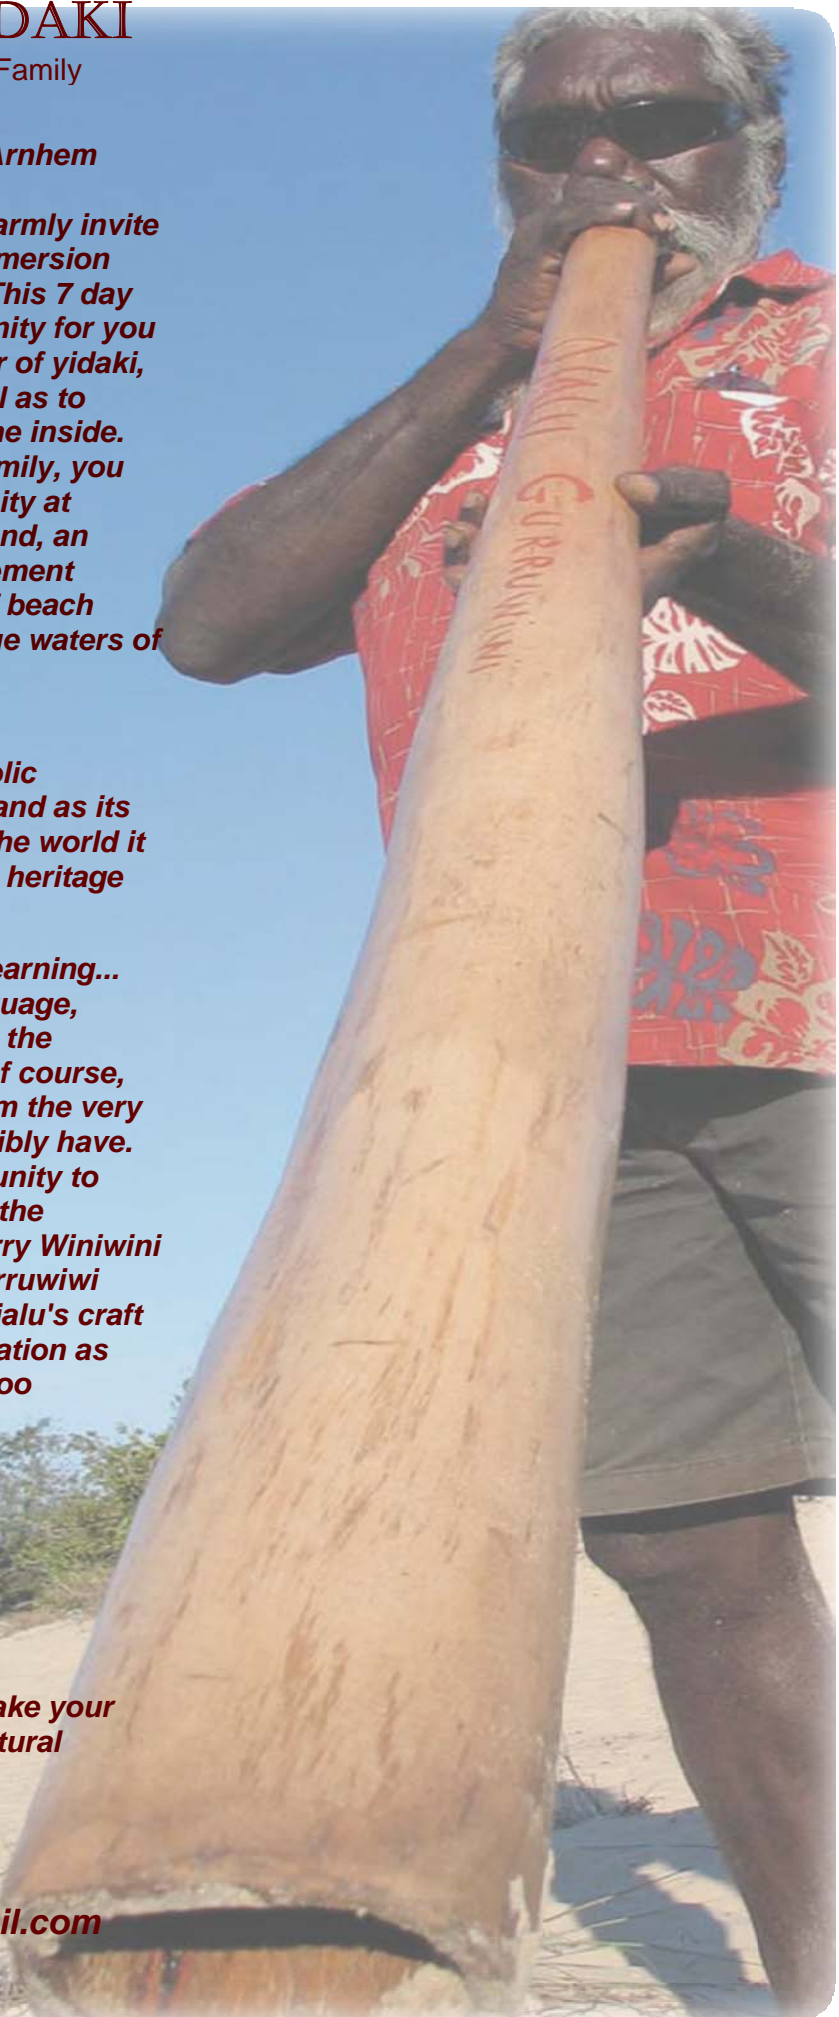 DAKI
Family
Arnhem
armly invite
mersion
This 7 day
nity for you
r of yidaki,
l as to
ne inside.
mily, you
ity at
nd, an
ement
f beach
ue waters of
olic
and as its
he world it
heritage
earning...
uage,
the
f course,
m the very
ibly have.
unity to
the
rry Winiwini
rruwiwi
jalu's craft
ation as
oo
ake your
tural
il.com
GURRUWIWI